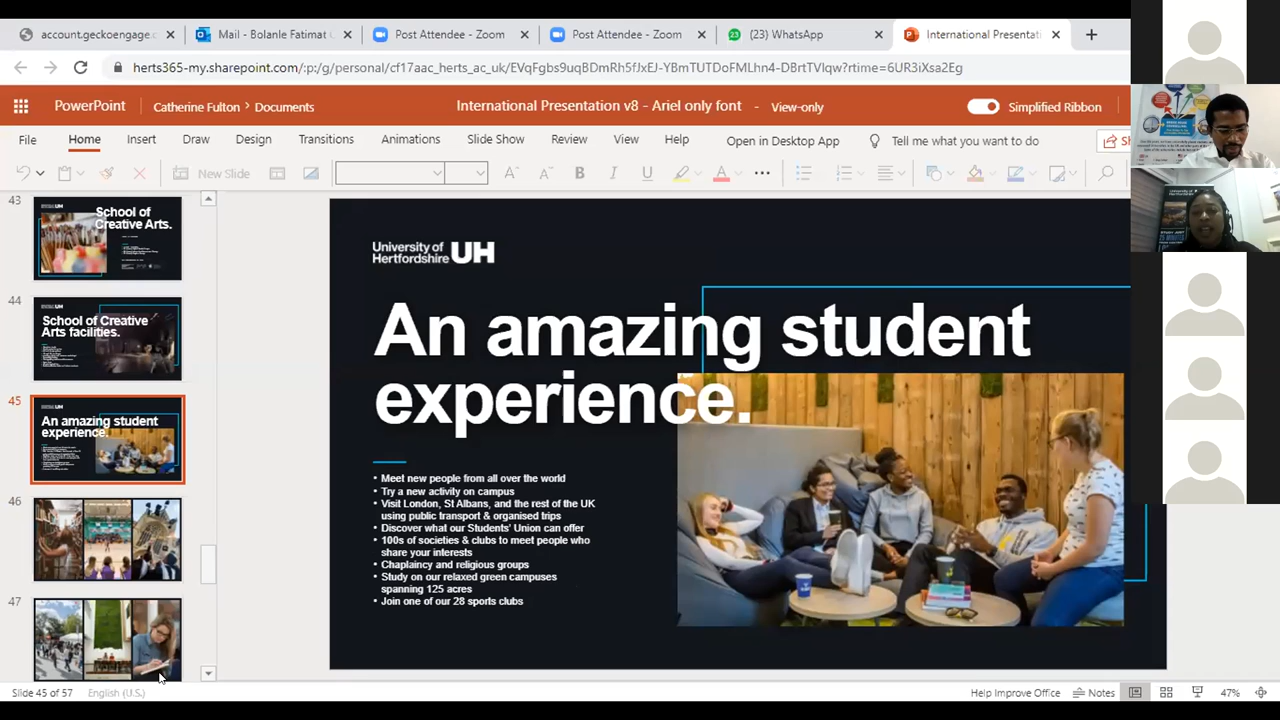 account.geckoengage.c
Mail - Bolanle Fatimat
Post Attendee - Zoom
Post Attendee - Zoom
(23) WhatsApp
International Presentati
herts365-my.sharepoint.com/:p:/g/personal/cf17aac_herts_ac_uk/EVqFgbs9uqBDmRh5fJxEJ-YBmTUTDoFMLhn4-DBrtTVlqw?rtime=6UR3iXsa2Eg
PowerPoint
Catherine Fulton > Documents
International Presentation v8 - Ariel only font - View-only
Simplified Ribbon
File
Home
Insert
Draw
Design
Transitions
Animations
Review
View
Help
Open in Desktop App
Tell me what you want to do
Sh
New Slide
43
School of
Creative Arts.
44
School of Creative
Arts facilities.
45
An amazing student
experience.
46
47
University of
Hertfordshire UH
An amazing student
experience.
• Meet new people from all over the world
• Try a new activity on campus
• Visit London, St Albans, and the rest of the UK
using public transport & organised trips
• Discover what our Students' Union can offer
• 100s of societies & clubs to meet people who
share your interests
• Chaplaincy and religious groups
• Study on our relaxed green campuses
spanning 125 acres
• Join one of our 28 sports clubs
Slide 45 of 57
English (U.S.)
Help Improve Office
Notes
47%